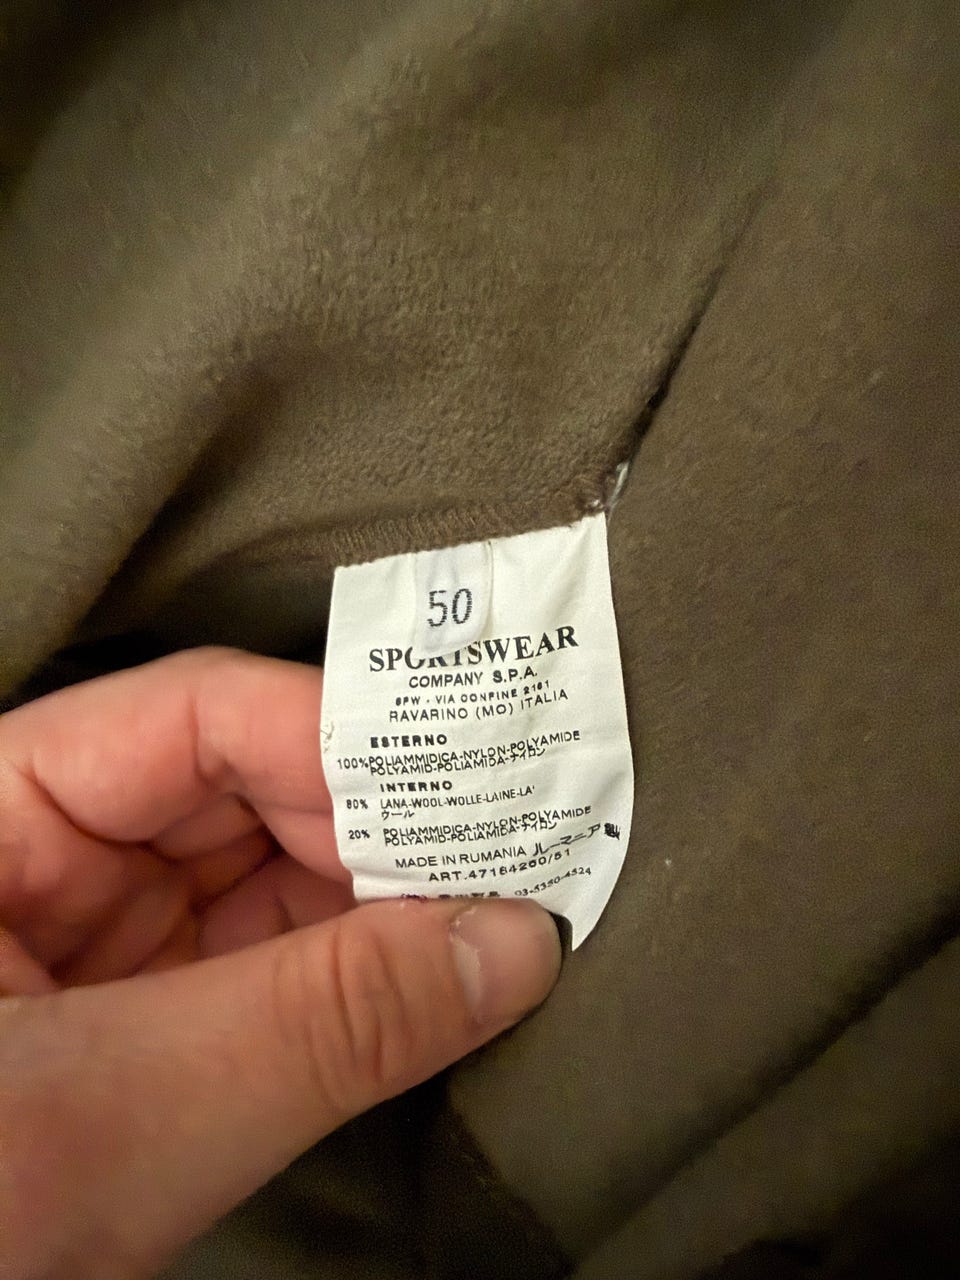 50
SPORTSWEAR
COMPANY S.P.A.
SPW - VIA CONFINE 2161
RAVARINO (MO) ITALIA
ESTERNO
100%POLIAMMIDICA-NYLON-POLYAMIDE
POLYAMID-POLIAMIDA-ナイロン
INTERNO
80% LANA-WOOL-WOLLE-LAINE-LA'
ウール
20% POLIAMMIDICA-NYLON-POLYAMIDE
POLYAMID-POLIAMIDA-ナイロン
MADE IN RUMANIA ルーマニア製
ART.47164260/51
03-5350-4524